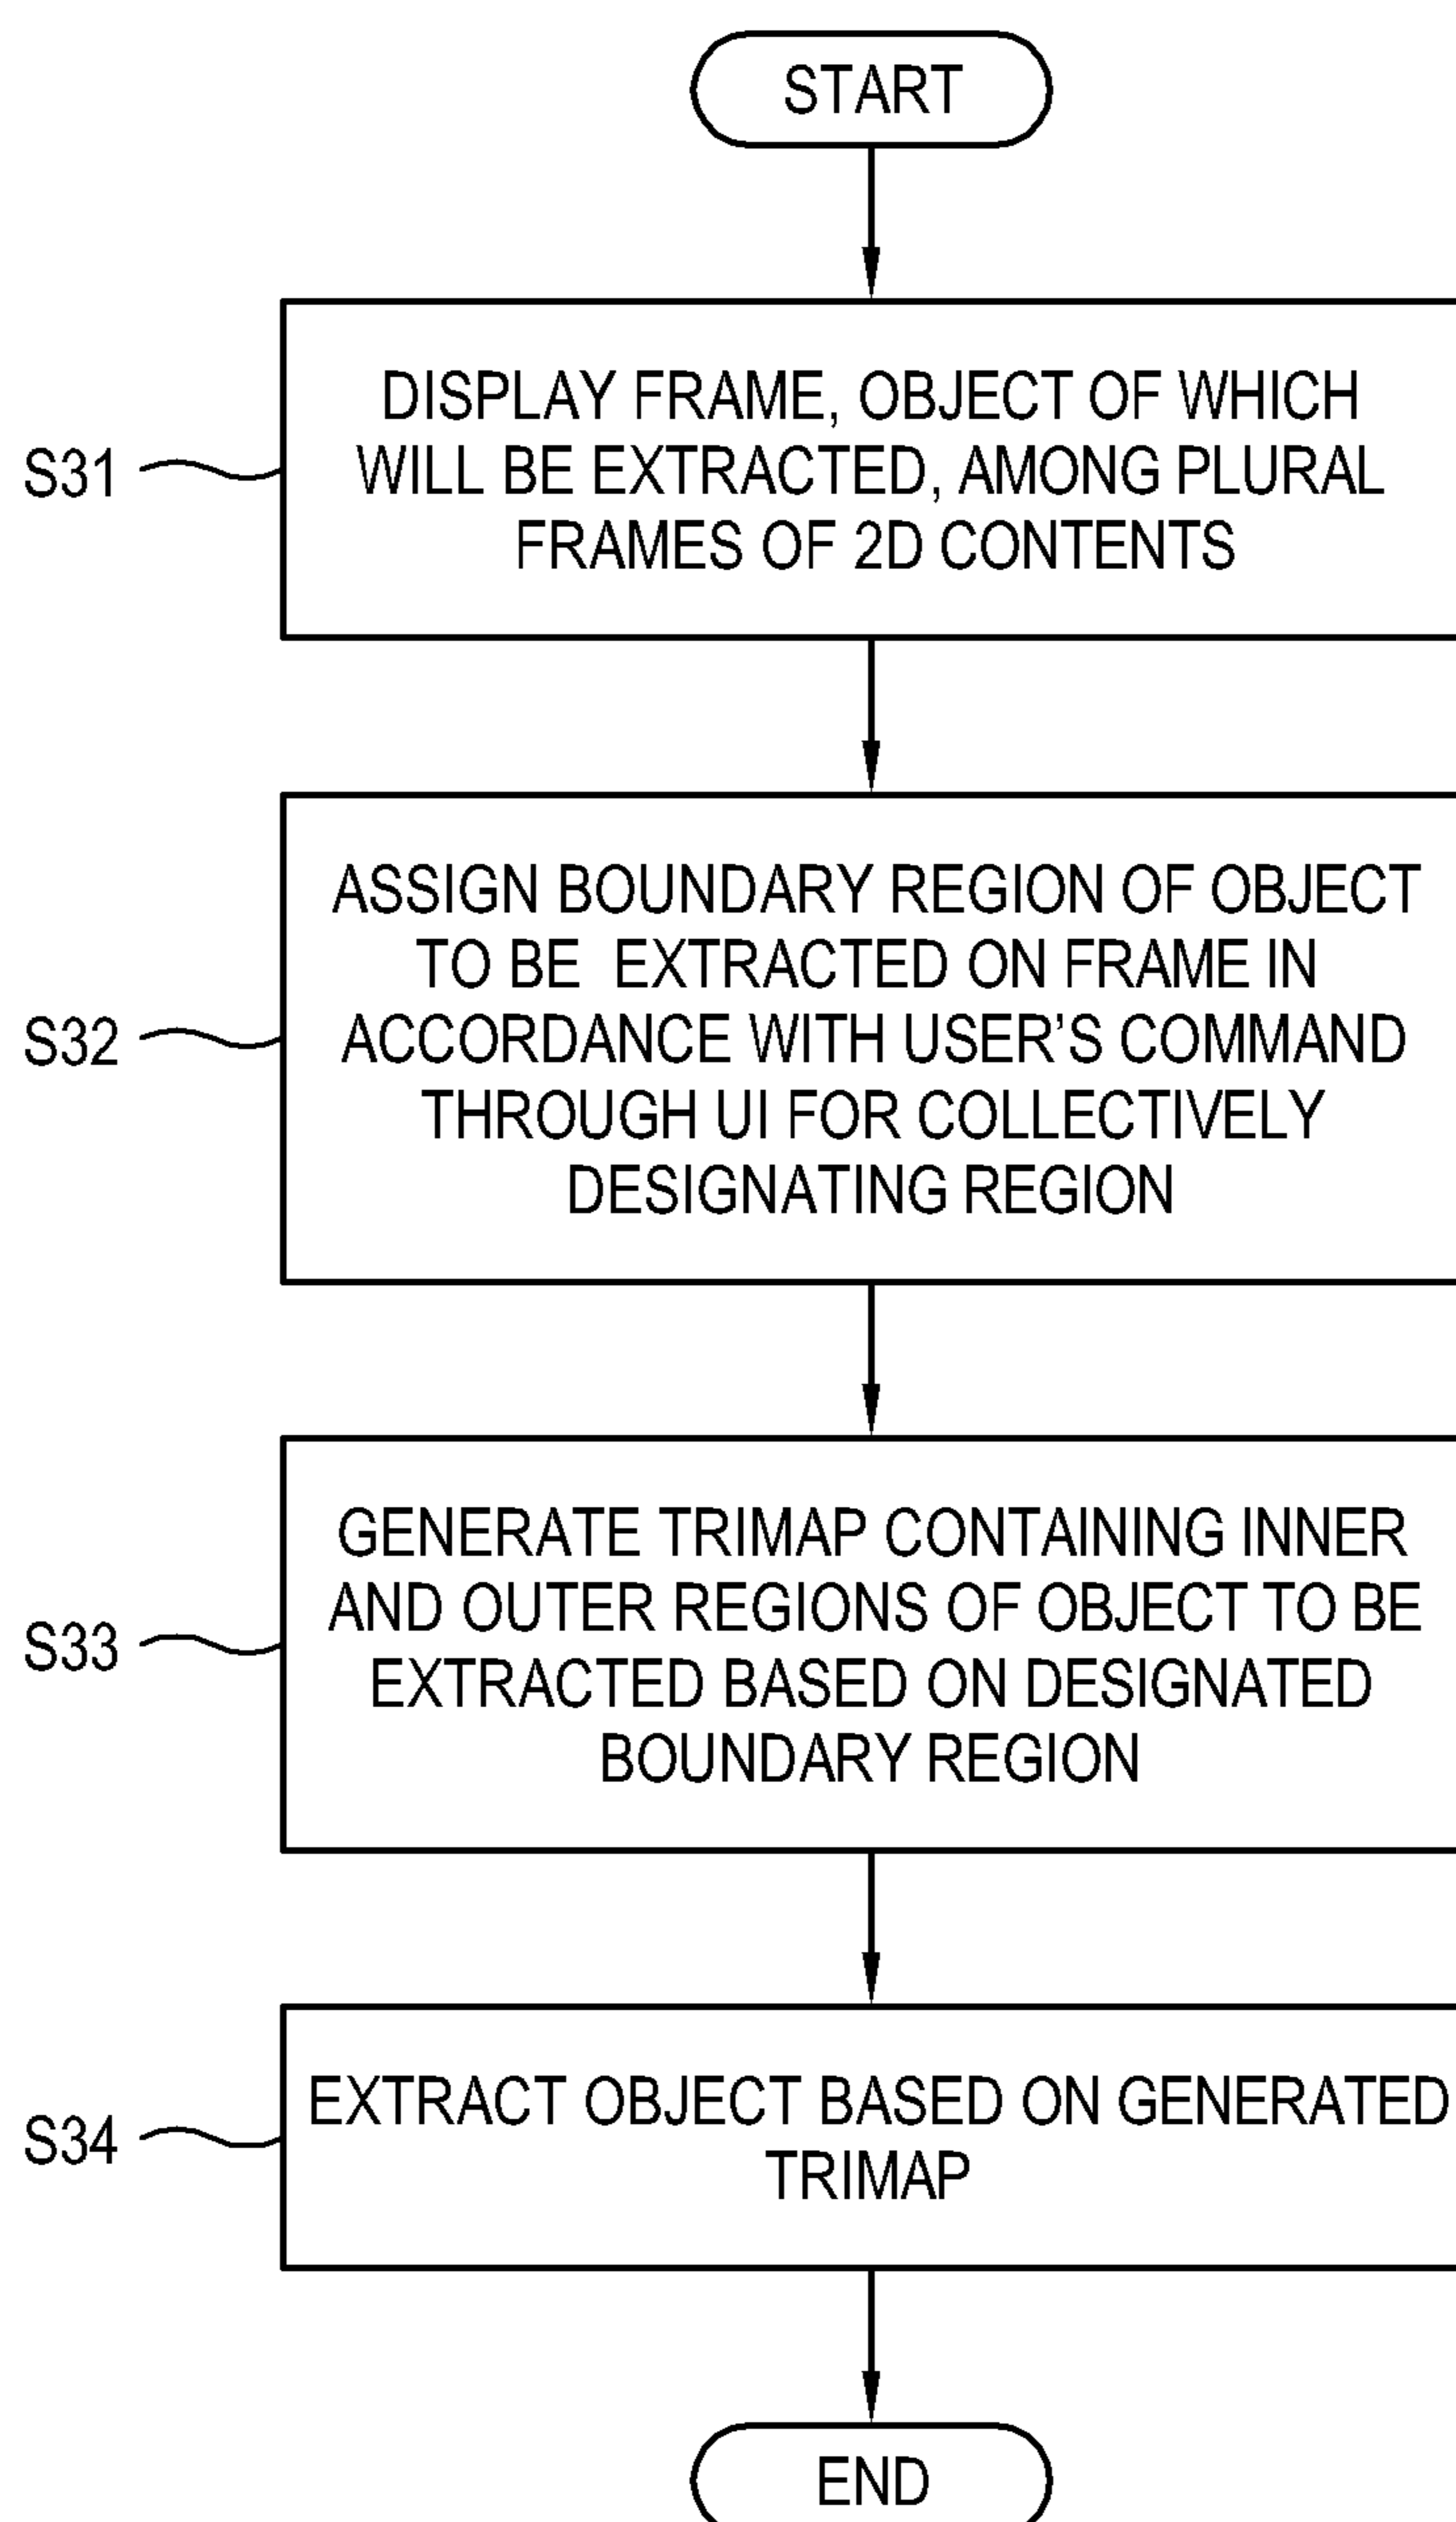 START
S31
DISPLAY FRAME, OBJECT OF WHICH
WILL BE EXTRACTED, AMONG PLURAL
FRAMES OF 2D CONTENTS
S32
ASSIGN BOUNDARY REGION OF OBJECT
TO BE EXTRACTED ON FRAME IN
ACCORDANCE WITH USER'S COMMAND
THROUGH UI FOR COLLECTIVELY
DESIGNATING REGION
S33
GENERATE TRIMAP CONTAINING INNER
AND OUTER REGIONS OF OBJECT TO BE
EXTRACTED BASED ON DESIGNATED
BOUNDARY REGION
S34
EXTRACT OBJECT BASED ON GENERATED
TRIMAP
END